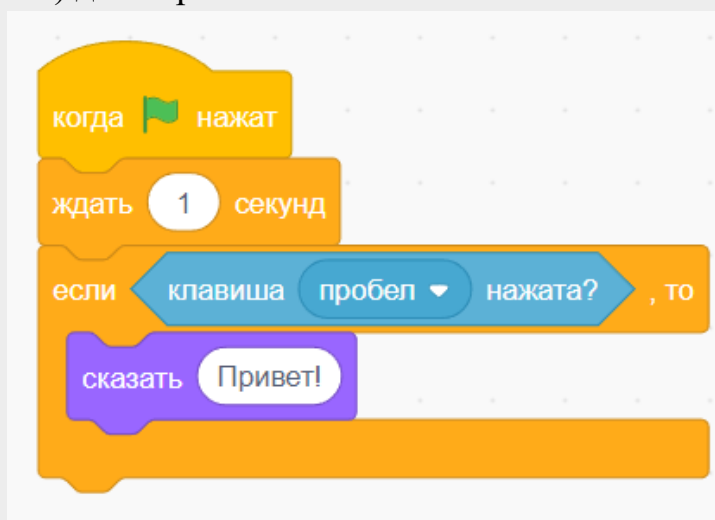 когда нажат
ждать 1 секунд
если клавиша пробел нажата? , то
сказать Привет!